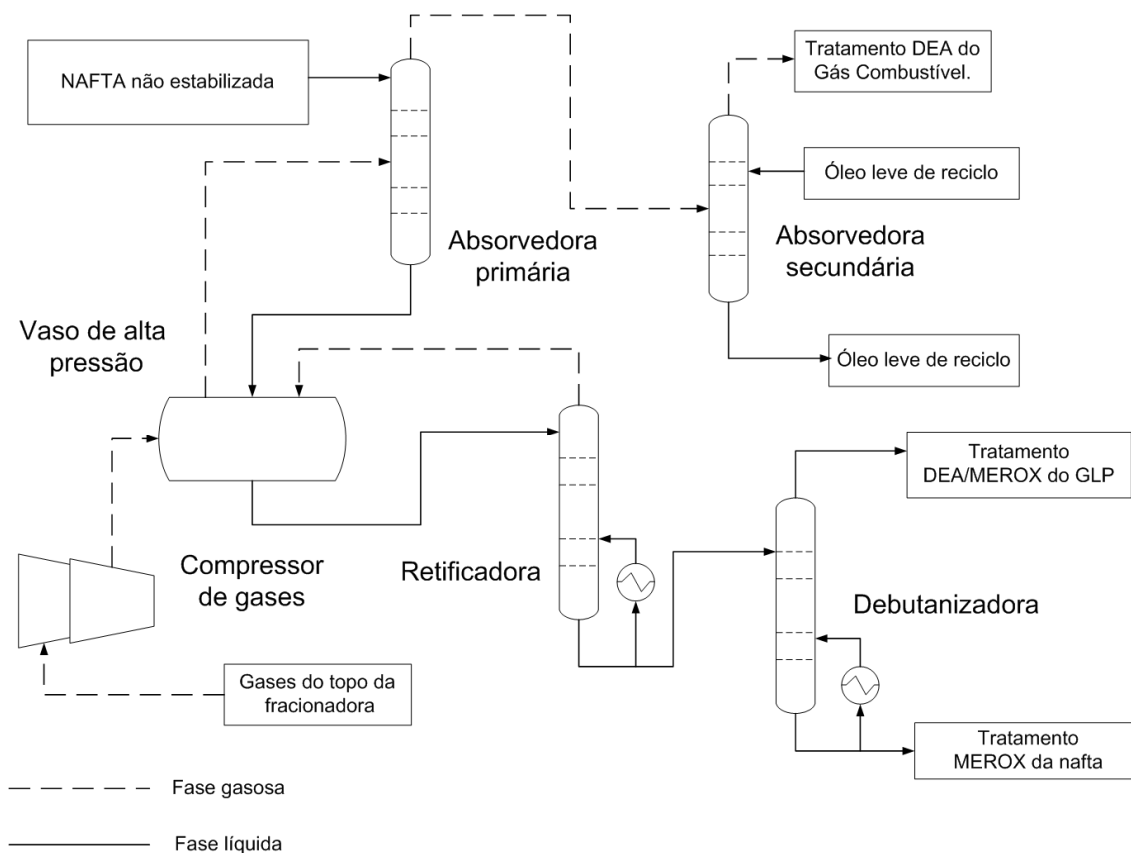 NAFTA não estabilizada
Tratamento DEA do
Gás Combustível.
Óleo leve de reciclo
Absorvedora
primária
Absorvedora
secundária
Vaso de alta
pressão
Óleo leve de reciclo
Tratamento
DEA/MEROX do GLP
Compressor
de gases
Retificadora
Debutanizadora
Gases do topo da
fracionadora
Tratamento
MEROX da nafta
Fase gasosa
Fase líquida